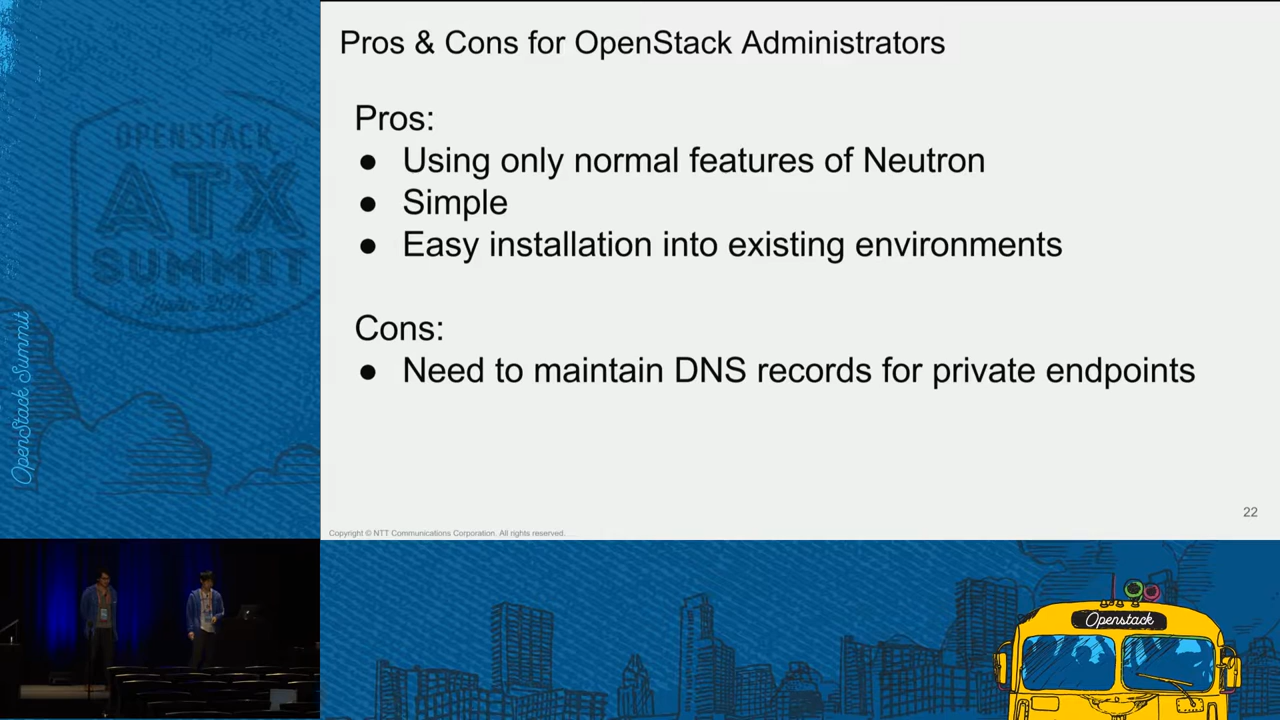 Pros & Cons for OpenStack Administrators
Pros:
● Using only normal features of Neutron
● Simple
● Easy installation into existing environments
Cons:
● Need to maintain DNS records for private endpoints
22
Copyright © NTT Communications Corporation. All rights reserved.
OPENSTACK
ATX
SUMMIT
OpenStack Summit
Openstack